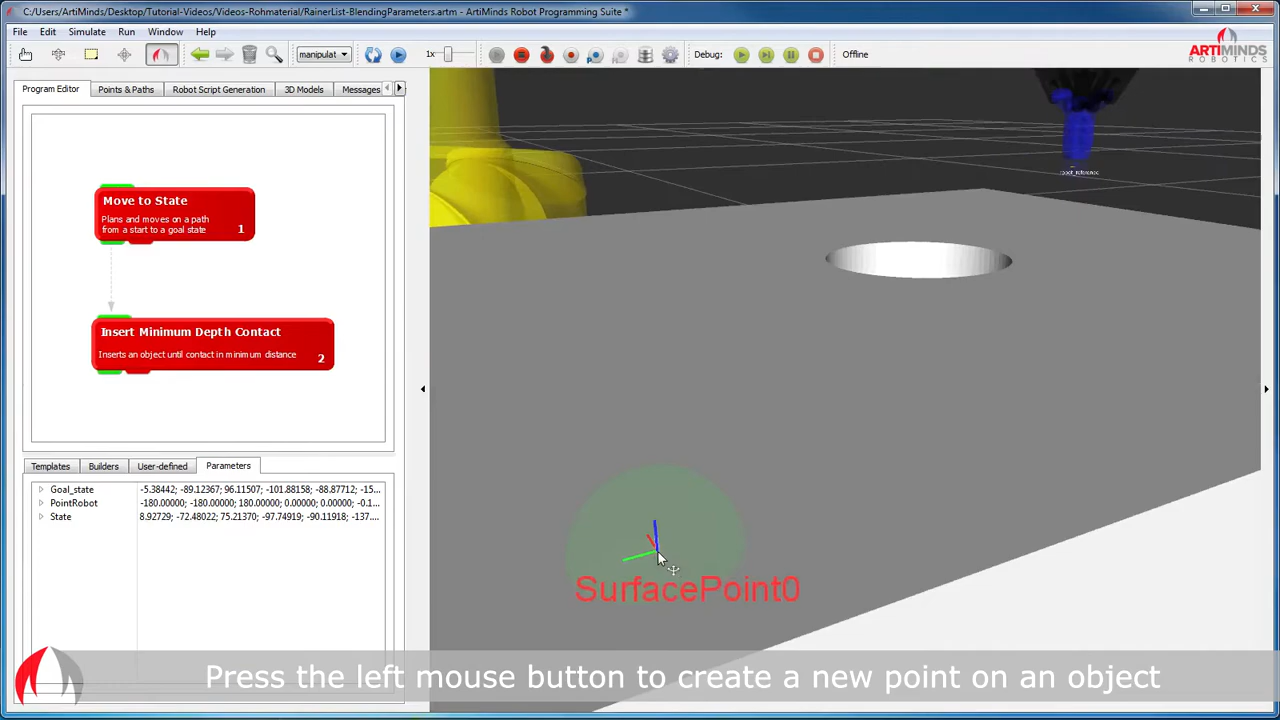 C:/Users/ArtiMinds/Desktop/Tutorial-Videos/Videos-Rohmaterial/RainerList-BlendingParameters.artm - ArtiMinds Robot Programming Suite *
File Edit Simulate Run Window Help
manipulat 1x Debug: Offline
ARTIMINDS
ROBOTICS
Program Editor Points & Paths Robot Script Generation 3D Models Messages
robot_reference
Move to State
Plans and moves on a path
from a start to a goal state 1
Insert Minimum Depth Contact
Inserts an object until contact in minimum distance 2
Templates Builders User-defined Parameters
Goal_state -5.38442; -89.12367; 96.11507; -101.88158; -88.87712; -15...
PointRobot -180.00000; -180.00000; 180.00000; 0.00000; 0.00000; -0.1...
State 8.92729; -72.48022; 75.21370; -97.74919; -90.11918; -137....
SurfacePoint0
Press the left mouse button to create a new point on an object